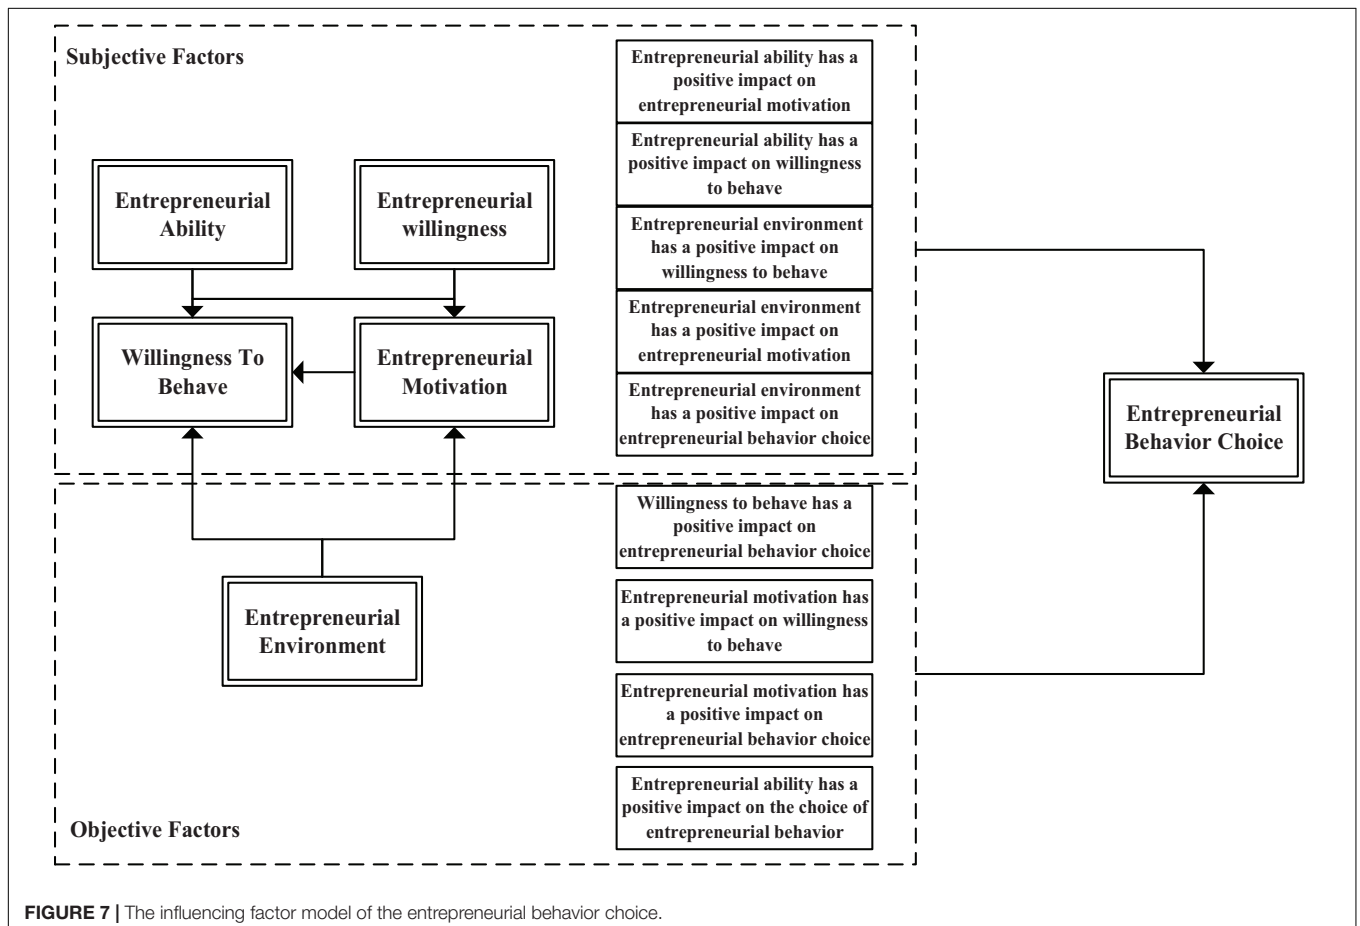 Subjective Factors
Entrepreneurial
Ability
Entrepreneurial
willingness
Willingness To
Behave
Entrepreneurial
Motivation
Entrepreneurial ability has a
positive impact on
entrepreneurial motivation
Entrepreneurial ability has a
positive impact on willingness
to behave
Entrepreneurial environment
has a positive impact on
willingness to behave
Entrepreneurial environment
has a positive impact on
entrepreneurial motivation
Entrepreneurial environment
has a positive impact on
entrepreneurial behavior choice
Entrepreneurial
Behavior Choice
Entrepreneurial
Environment
Objective Factors
Willingness to behave has a
positive impact on
entrepreneurial behavior choice
Entrepreneurial motivation has
a positive impact on willingness
to behave
Entrepreneurial motivation has
a positive impact on
entrepreneurial behavior choice
Entrepreneurial ability has a
positive impact on the choice of
entrepreneurial behavior
FIGURE 7 | The influencing factor model of the entrepreneurial behavior choice.